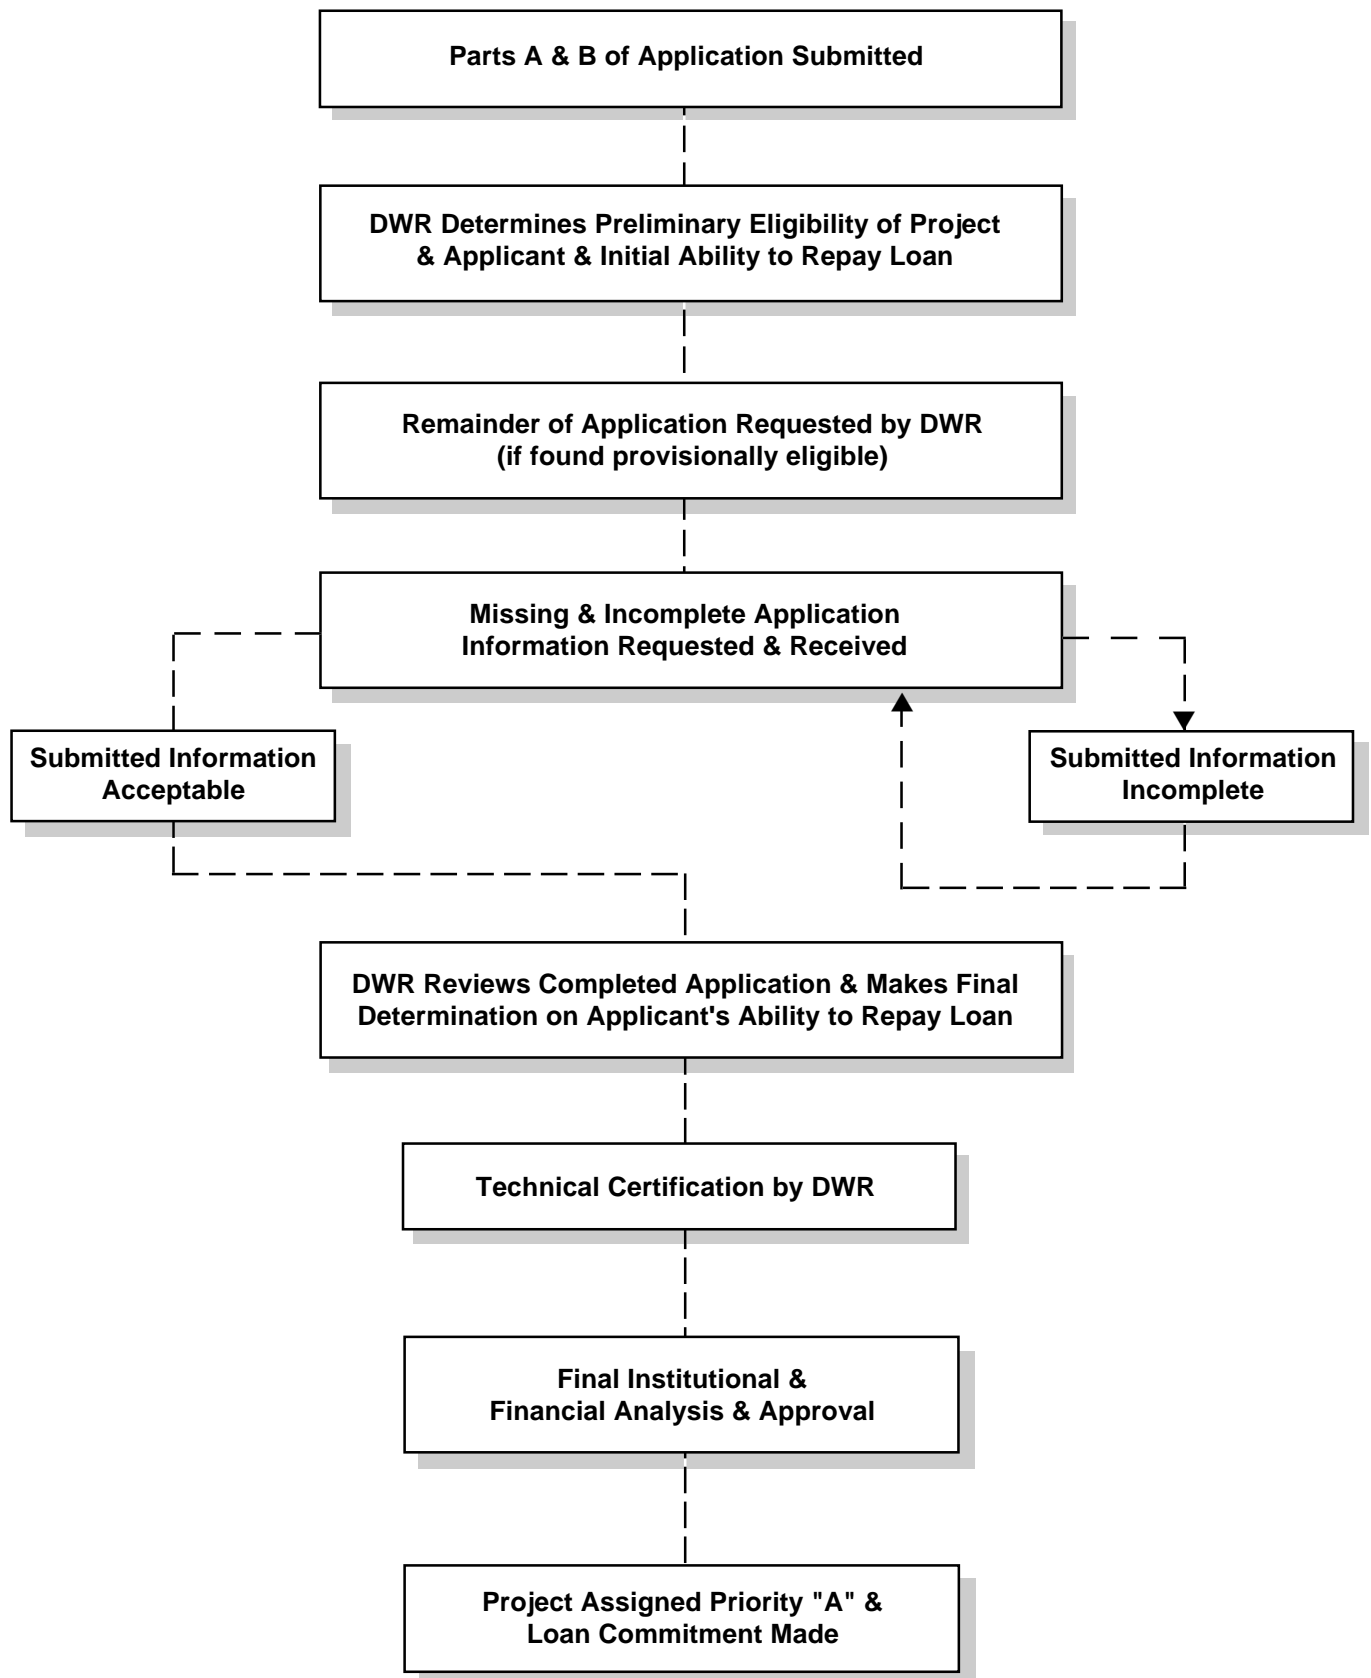 Parts A & B of Application Submitted
DWR Determines Preliminary Eligibility of Project
& Applicant & Initial Ability to Repay Loan
Remainder of Application Requested by DWR
(if found provisionally eligible)
Missing & Incomplete Application
Information Requested & Received
Submitted Information
Acceptable
Submitted Information
Incomplete
DWR Reviews Completed Application & Makes Final
Determination on Applicant's Ability to Repay Loan
Technical Certification by DWR
Final Institutional &
Financial Analysis & Approval
Project Assigned Priority "A" &
Loan Commitment Made